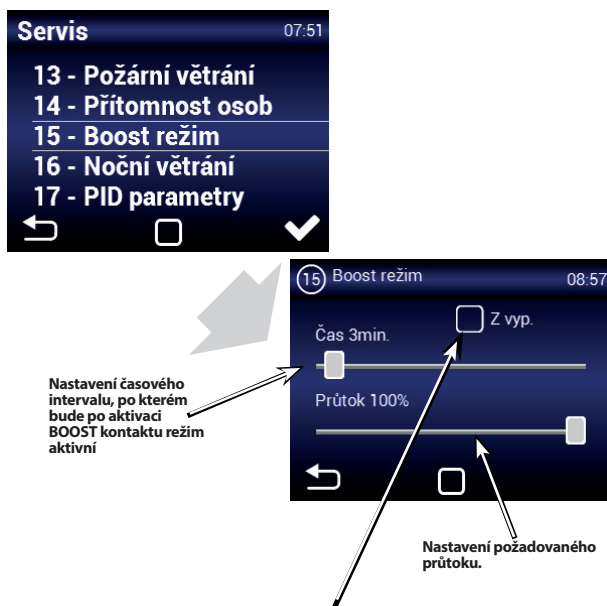 Servis 07:51
13 - Požární větrání
14 - Přítomnost osob
15 - Boost režim
16 - Noční větrání
17 - PID parametry
15 Boost režim 08:57
Z vyp.
Čas 3min.
Průtok 100%
Nastavení časového
intervalu, po kterém
bude po aktivaci
BOOST kontaktu režim
aktivní
Nastavení požadovaného
průtoku.